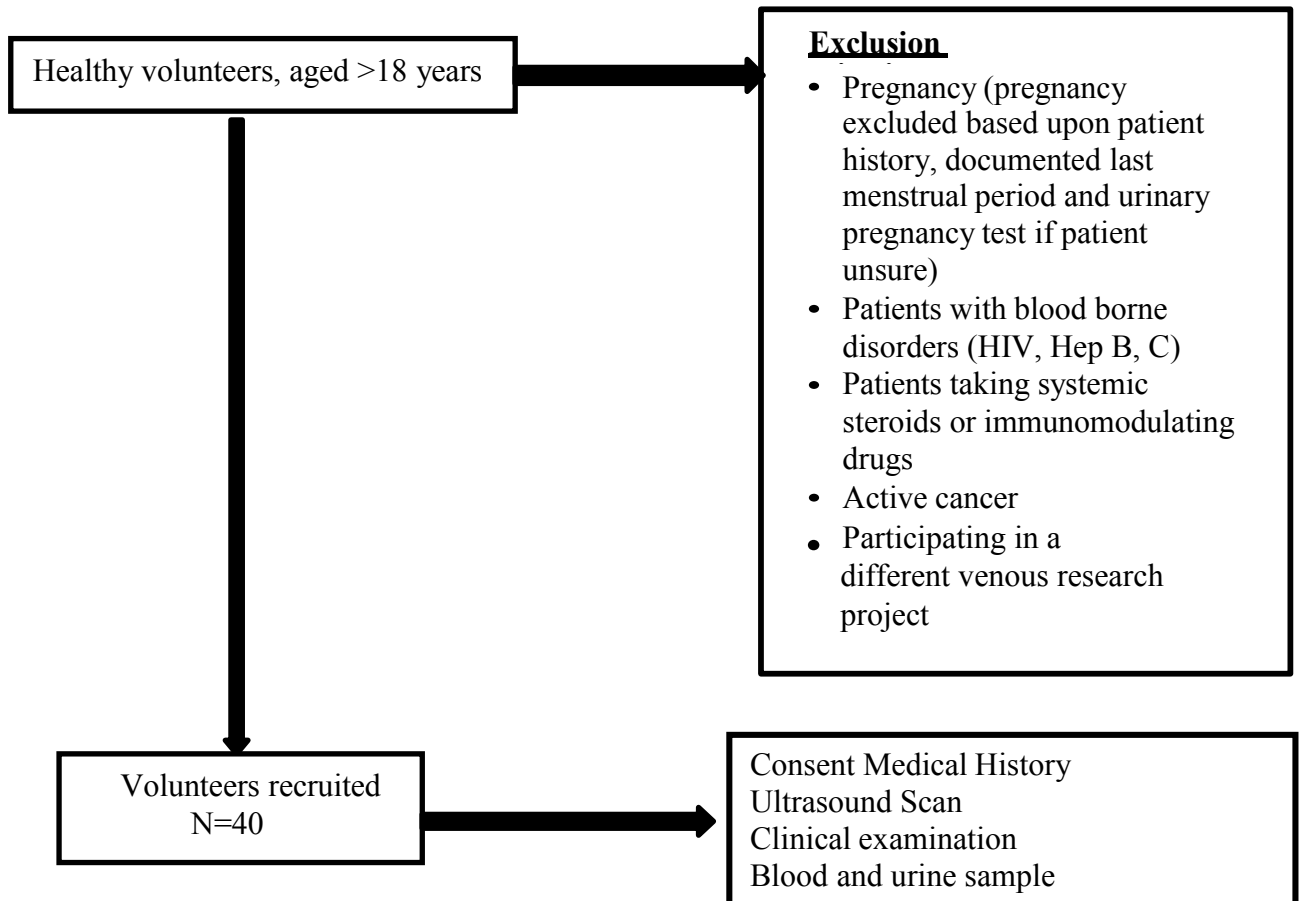 Healthy volunteers, aged >18 years
Exclusion
• Pregnancy (pregnancy
excluded based upon patient
history, documented last
menstrual period and urinary
pregnancy test if patient
unsure)
• Patients with blood borne
disorders (HIV, Hep B, C)
• Patients taking systemic
steroids or immunomodulating
drugs
• Active cancer
• Participating in a
different venous research
project
Volunteers recruited
N=40
Consent Medical History
Ultrasound Scan
Clinical examination
Blood and urine sample